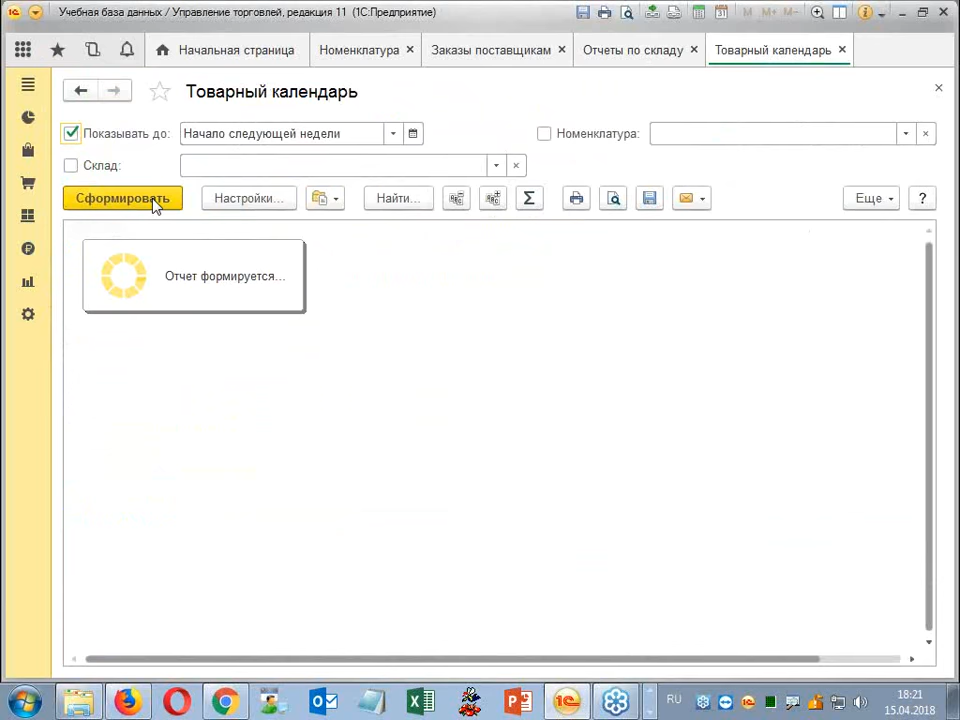 Учебная база данных / Управление торговлей, редакция 11 (1С:Предприятие)
M M+ M−
Начальная страница
Номенклатура
Заказы поставщикам
Отчеты по складу
Товарный календарь
Товарный календарь
Показывать до: Начало следующей недели
Номенклатура:
Склад:
Сформировать
Настройки...
Найти...
Еще
?
Отчет формируется...
RU
18:21
15.04.2018